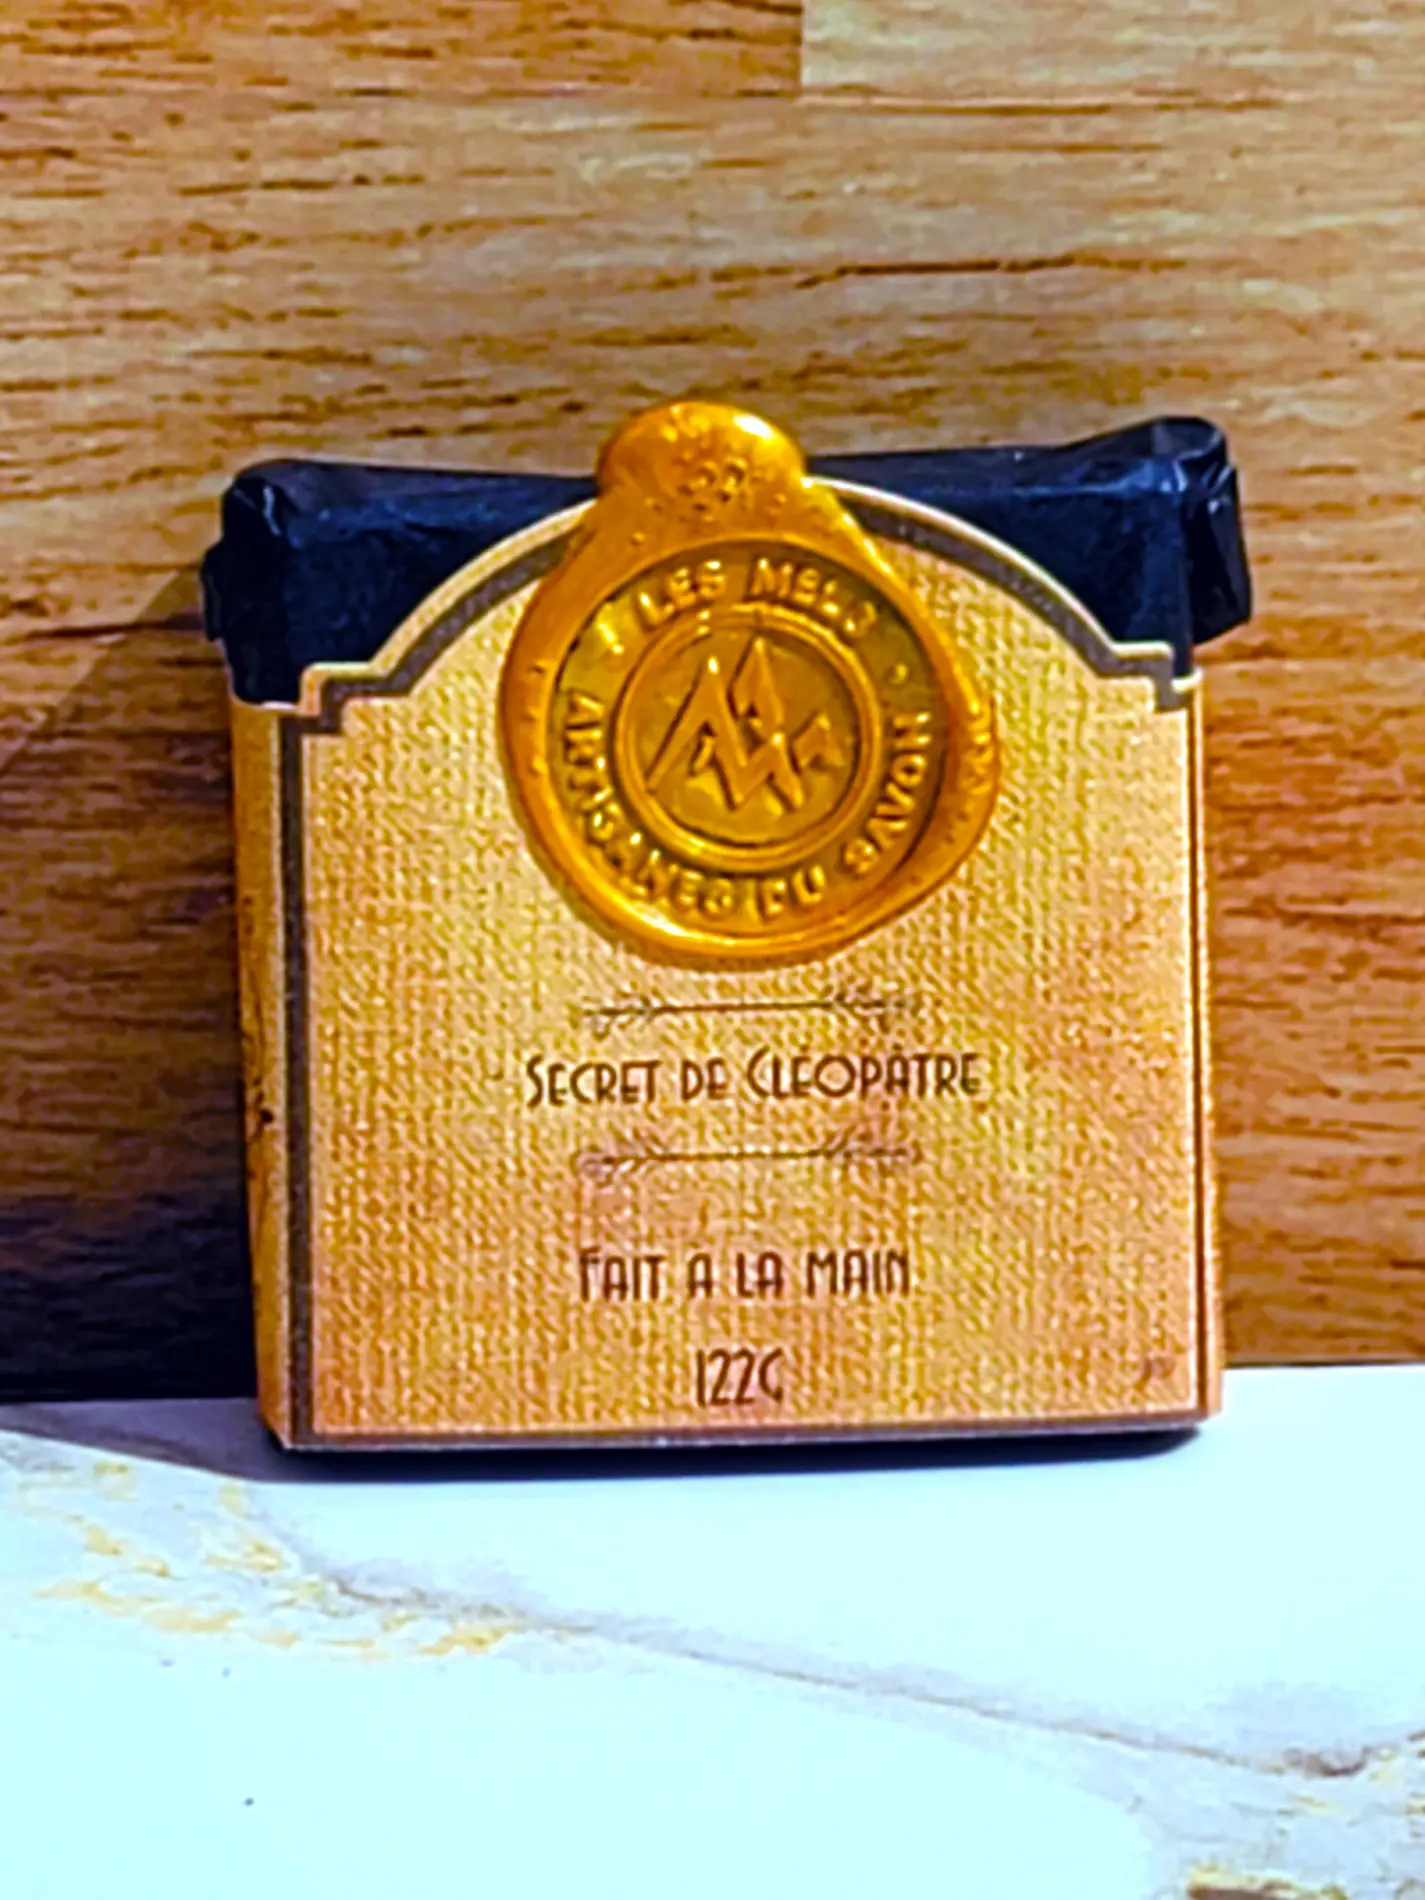 LES MELS
ARTISANES DU SAVON
SECRET DE CLÉOPÂTRE
FAIT A LA MAIN
122G